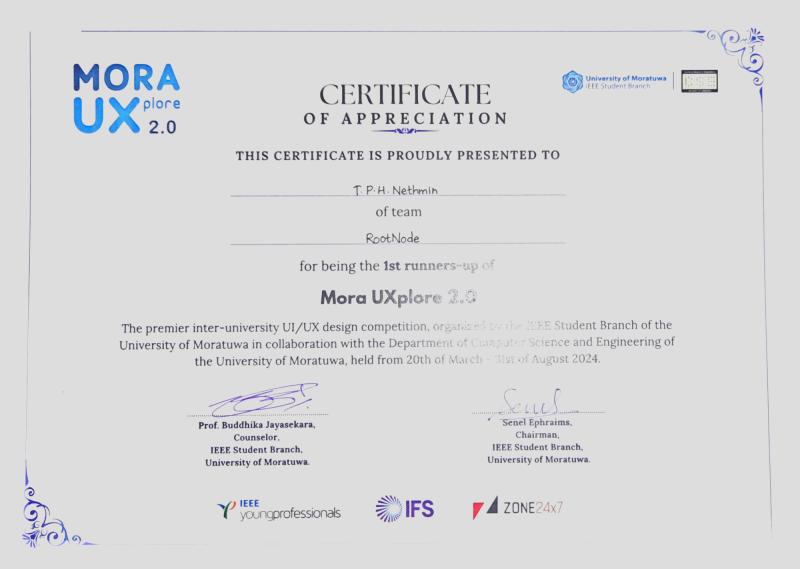 MORA
UXplore
2.0
University of Moratuwa
IEEE Student Branch
CSE
CERTIFICATE
OF APPRECIATION
THIS CERTIFICATE IS PROUDLY PRESENTED TO
T. P. H. Nethmin
of team
RootNode
for being the 1st runners-up of
Mora UXplore 2.0
The premier inter-university UI/UX design competition, organized by the IEEE Student Branch of the
University of Moratuwa in collaboration with the Department of Computer Science and Engineering of
the University of Moratuwa, held from 20th of March - 31st of August 2024.
Senel
Prof. Buddhika Jayasekara,
Counselor,
IEEE Student Branch,
University of Moratuwa.
Senel Ephraims,
Chairman,
IEEE Student Branch,
University of Moratuwa.
IEEE
youngprofessionals
IFS
ZONE24x7